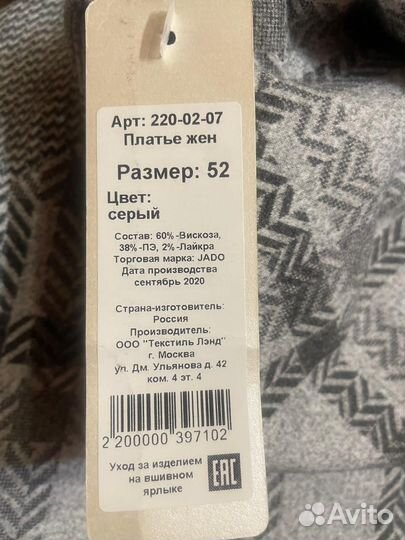 Арт: 220-02-07
Платье жен
Размер: 52
Цвет:
серый
Состав: 60%-Вискоза,
38%-ПЭ, 2%-Лайкра
Торговая марка: JADO
Дата производства
сентябрь 2020
Страна-изготовитель:
Россия
Производитель:
ООО "Текстиль Лэнд"
г. Москва
ул. Дм. Ульянова д. 42
ком. 4 эт. 4
2 200000 397102
Уход за изделием
на вшивном
ярлыке
EAC
Avito